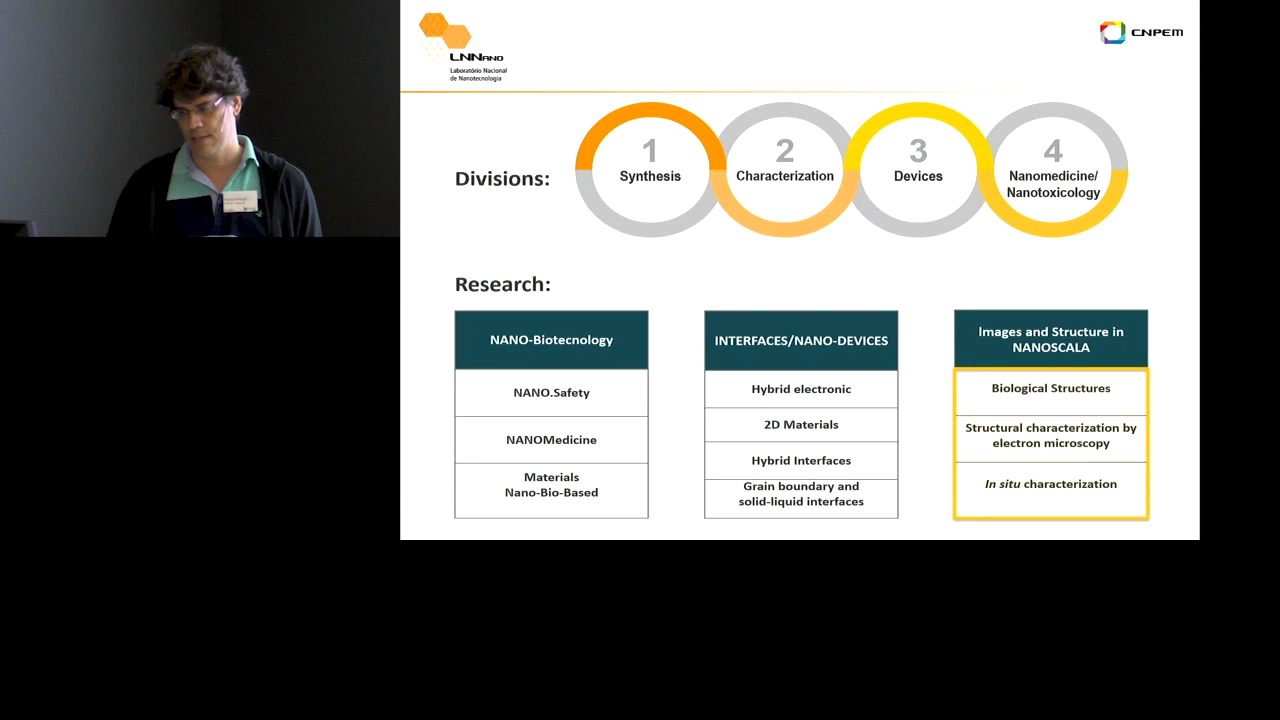 LNNano
Laboratório Nacional
de Nanotecnologia
CNPEM
Divisions:
1
Synthesis
2
Characterization
3
Devices
4
Nanomedicine/
Nanotoxicology
Research:
NANO-Biotecnology
NANO.Safety
NANOMedicine
Materials
Nano-Bio-Based
INTERFACES/NANO-DEVICES
Hybrid electronic
2D Materials
Hybrid Interfaces
Grain boundary and
solid-liquid interfaces
Images and Structure in
NANOSCALA
Biological Structures
Structural characterization by
electron microscopy
In situ characterization